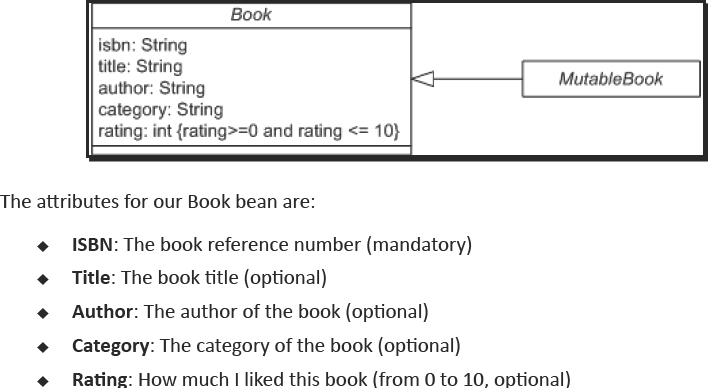 Book
isbn: String
title: String
author: String
category: String
rating: int {rating>=0 and rating <= 10}
MutableBook
The attributes for our Book bean are:
◆ ISBN: The book reference number (mandatory)
◆ Title: The book title (optional)
◆ Author: The author of the book (optional)
◆ Category: The category of the book (optional)
◆ Rating: How much I liked this book (from 0 to 10, optional)